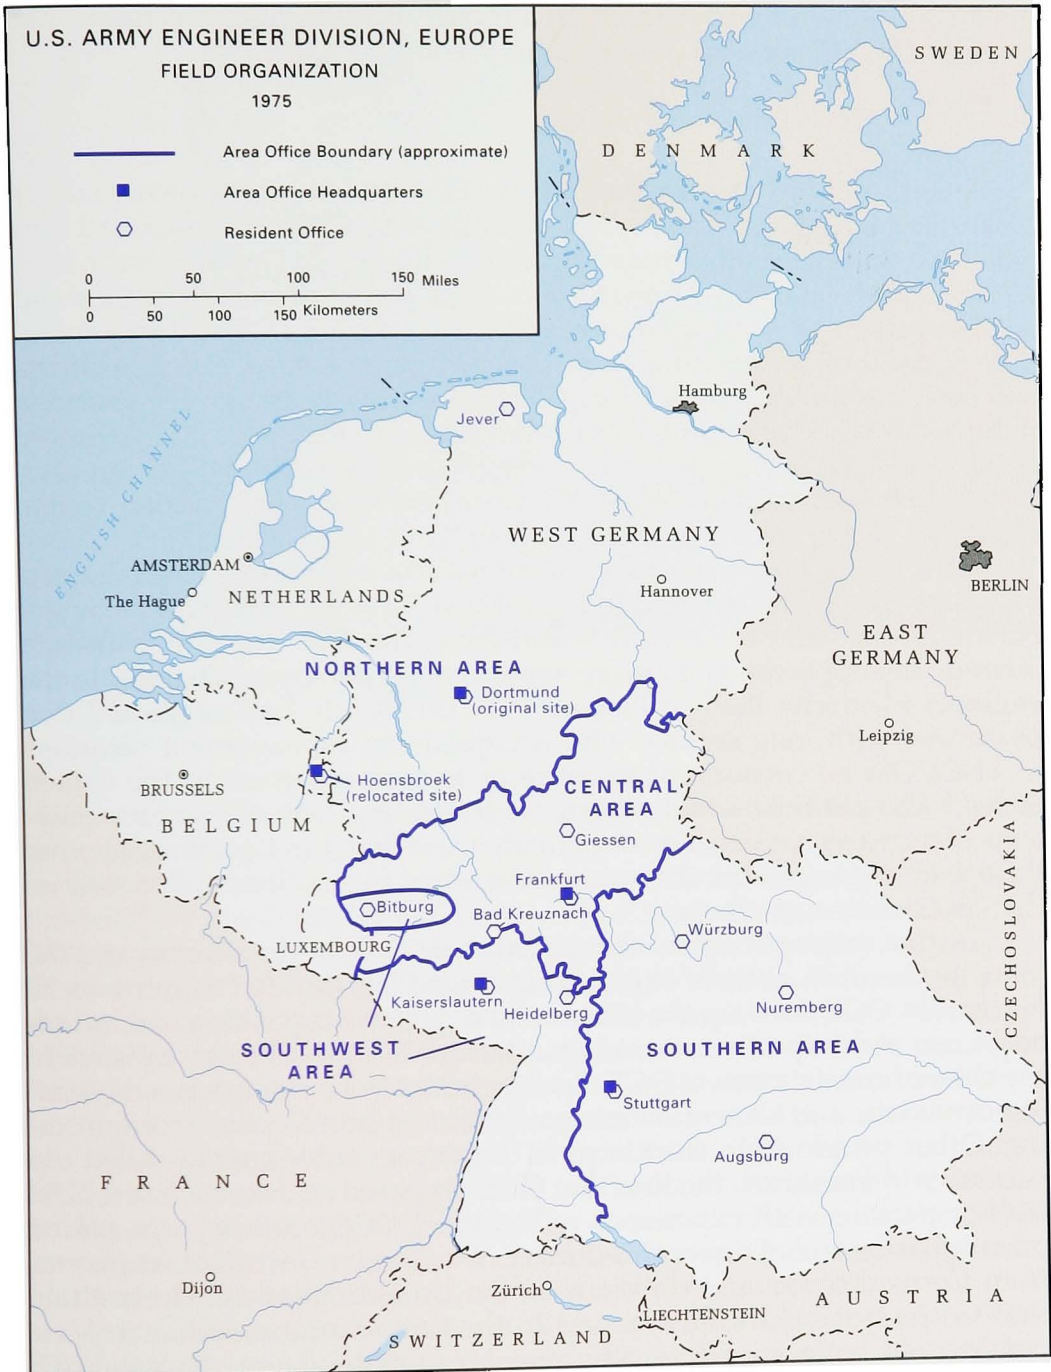 U.S. ARMY ENGINEER DIVISION, EUROPE
FIELD ORGANIZATION
1975
Area Office Boundary (approximate)
Area Office Headquarters
Resident Office
0 50 100 150 Miles
0 50 100 150 Kilometers
SWEDEN
DENMARK
Hamburg
Jever
ENGLISH CHANNEL
WEST GERMANY
AMSTERDAM
The Hague
NETHERLANDS
Hannover
BERLIN
EAST
GERMANY
NORTHERN AREA
Dortmund
(original site)
Leipzig
BRUSSELS
Hoensbroek
(relocated site)
BELGIUM
CENTRAL
AREA
Giessen
CZECHOSLOVAKIA
Frankfurt
Bitburg
Bad Kreuznach
Würzburg
LUXEMBOURG
Kaiserslautern
Heidelberg
Nuremberg
SOUTHWEST
AREA
SOUTHERN AREA
Stuttgart
Augsburg
FRANCE
Dijon
Zürich
AUSTRIA
LIECHTENSTEIN
SWITZERLAND